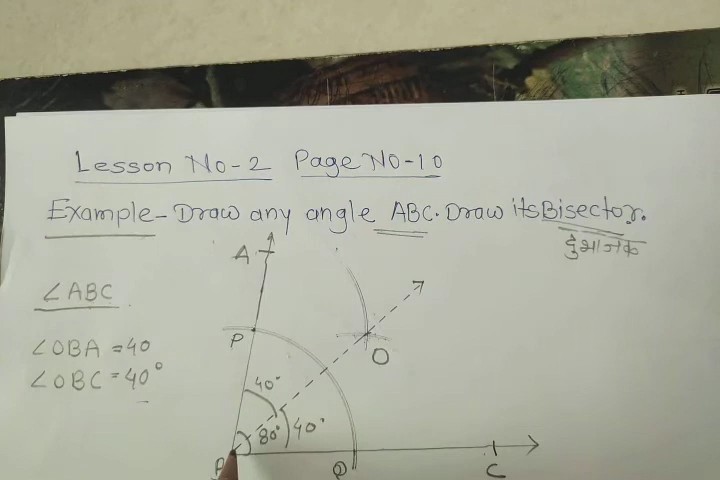 Lesson No-2 Page No-10
Example- Draw any angle ABC. Draw its Bisector.
दुभाजक
A
∠ABC
P
O
∠OBA = 40
∠OBC = 40°
40°
80°
40°
Q
C